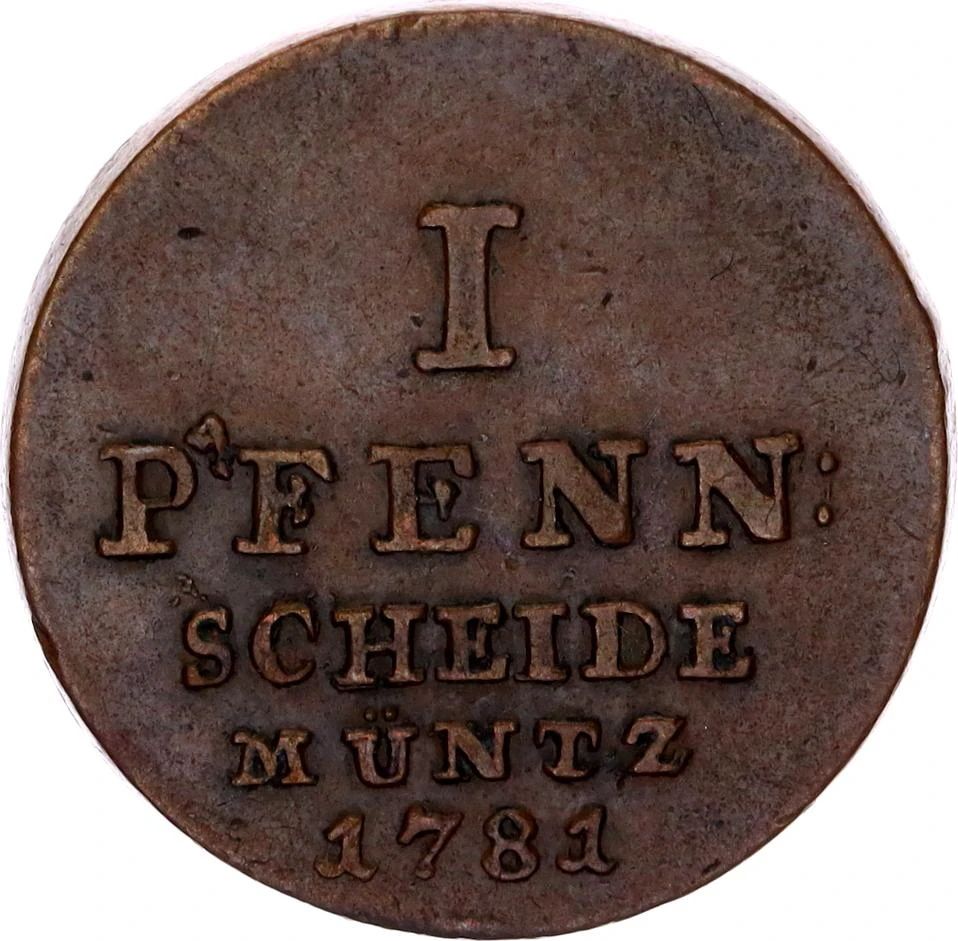 I
PFENN:
SCHEIDE
MÜNTZ
1781